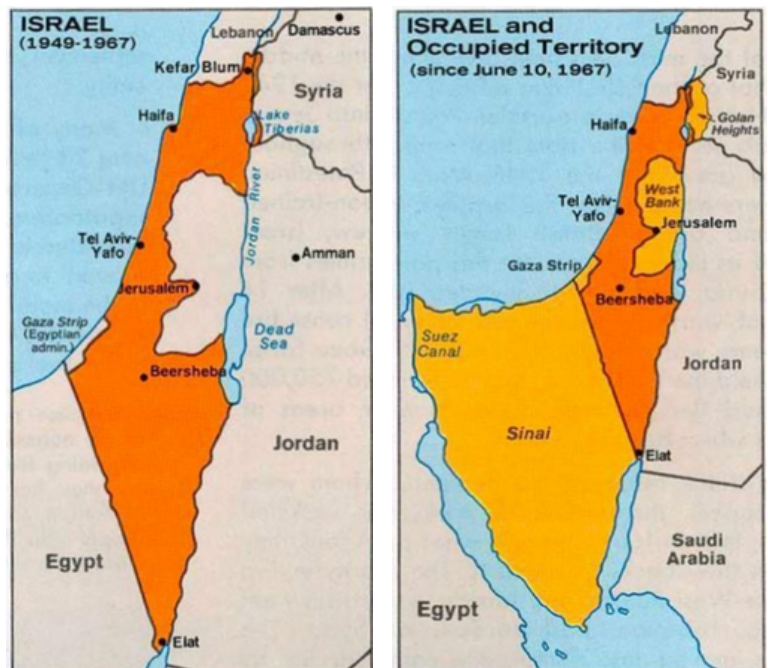 ISRAEL
(1949-1967)
Lebanon
Damascus
Kefar Blum
Syria
Haifa
Lake
Tiberias
Jordan River
Tel Aviv-
Yafo
Amman
Jerusalem
Gaza Strip
(Egyptian
admin.)
Dead
Sea
Beersheba
Jordan
Egypt
Elat
ISRAEL and
Occupied Territory
(since June 10, 1967)
Lebanon
Syria
Golan
Heights
Haifa
West
Bank
Tel Aviv-
Yafo
Jerusalem
Gaza Strip
Beersheba
Suez
Canal
Jordan
Sinai
Elat
Saudi
Arabia
Egypt